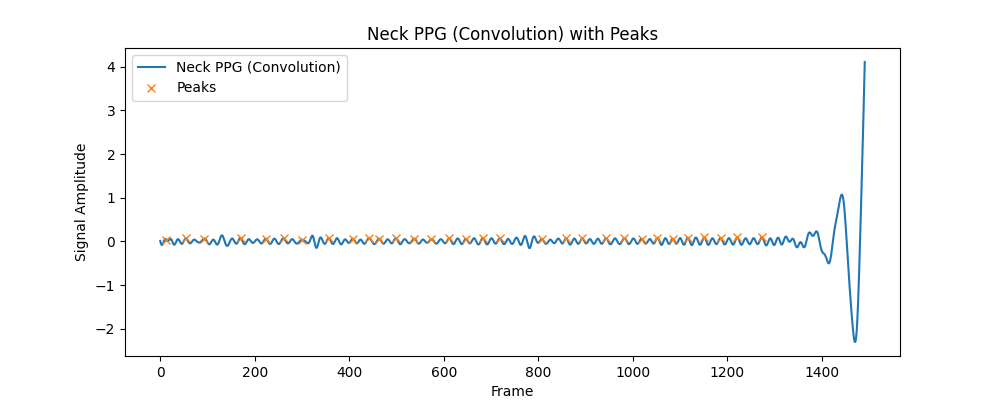 Neck PPG (Convolution) with Peaks
Neck PPG (Convolution)
Peaks
Signal Amplitude
4
3
2
1
0
−1
−2
0 200 400 600 800 1000 1200 1400
Frame